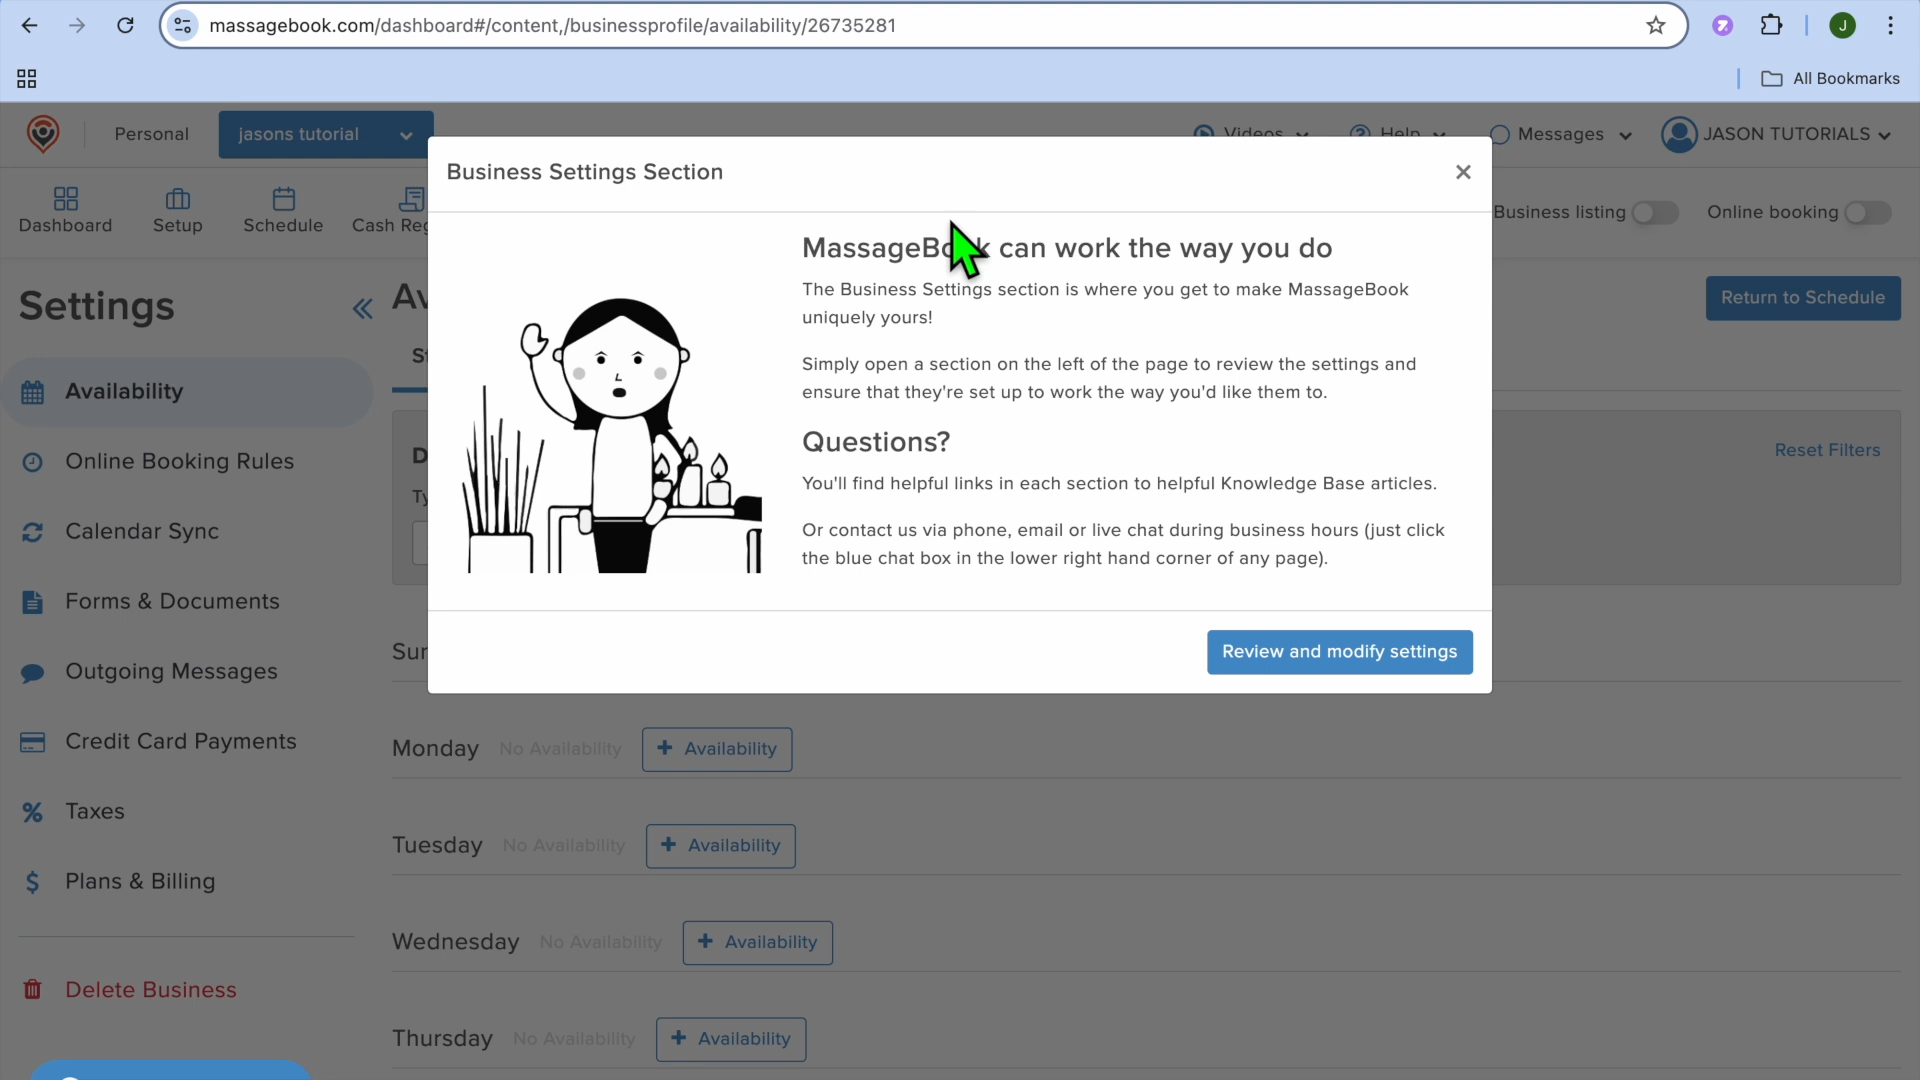 massagebook.com/dashboard#/content,/businessprofile/availability/26735281
J
All Bookmarks
Personal
jasons tutorial
Videos
Help
Messages
JASON TUTORIALS
Business Settings Section
Dashboard
Setup
Schedule
Cash Reg
Business listing
Online booking
MassageBook can work the way you do
The Business Settings section is where you get to make MassageBook
uniquely yours!
Simply open a section on the left of the page to review the settings and
ensure that they're set up to work the way you'd like them to.
Questions?
You'll find helpful links in each section to helpful Knowledge Base articles.
Or contact us via phone, email or live chat during business hours (just click
the blue chat box in the lower right hand corner of any page).
Review and modify settings
Settings
Av
Return to Schedule
St
Availability
Reset Filters
D
Online Booking Rules
Ty
Calendar Sync
Forms & Documents
Sun
Outgoing Messages
Credit Card Payments
Monday No Availability + Availability
Taxes
Tuesday No Availability + Availability
Plans & Billing
Wednesday No Availability + Availability
Delete Business
Thursday No Availability + Availability